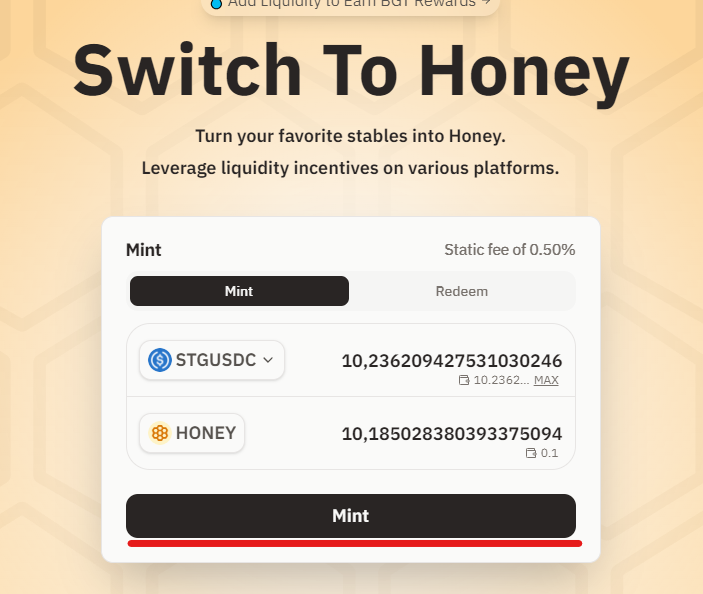 Add Liquidity to Earn BGT Rewards
Switch To Honey
Turn your favorite stables into Honey.
Leverage liquidity incentives on various platforms.
Mint
Static fee of 0.50%
Mint
Redeem
STGUSDC
10,236209427531030246
10.2362... MAX
HONEY
10,185028380393375094
0.1
Mint